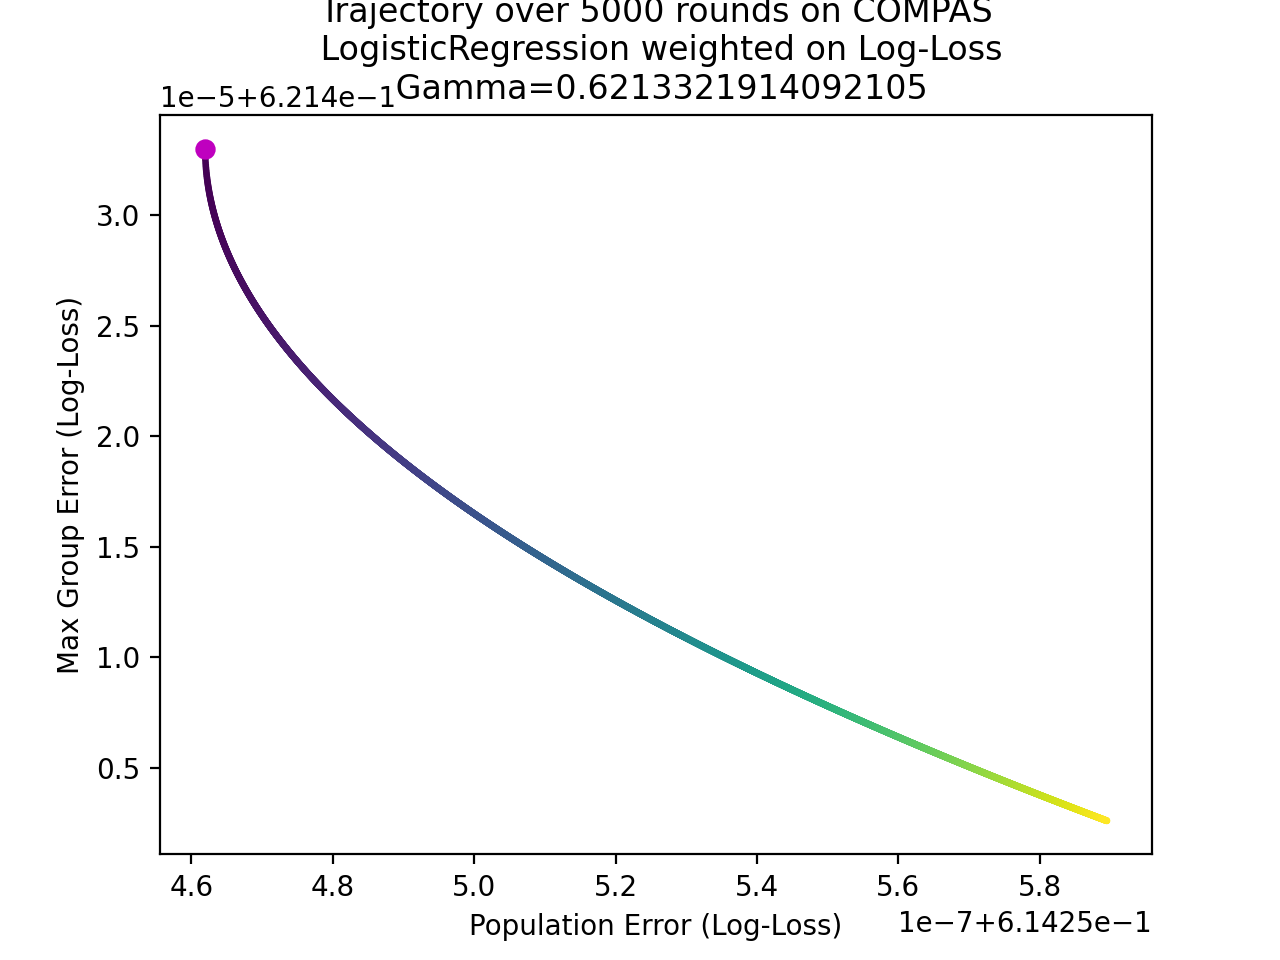 Trajectory over 5000 rounds on COMPAS
LogisticRegression weighted on Log-Loss
Gamma=0.6213321914092105
1e−5+6.214e−1
3.0
2.5
2.0
1.5
1.0
0.5
Max Group Error (Log-Loss)
4.6 4.8 5.0 5.2 5.4 5.6 5.8
Population Error (Log-Loss)
1e−7+6.1425e−1